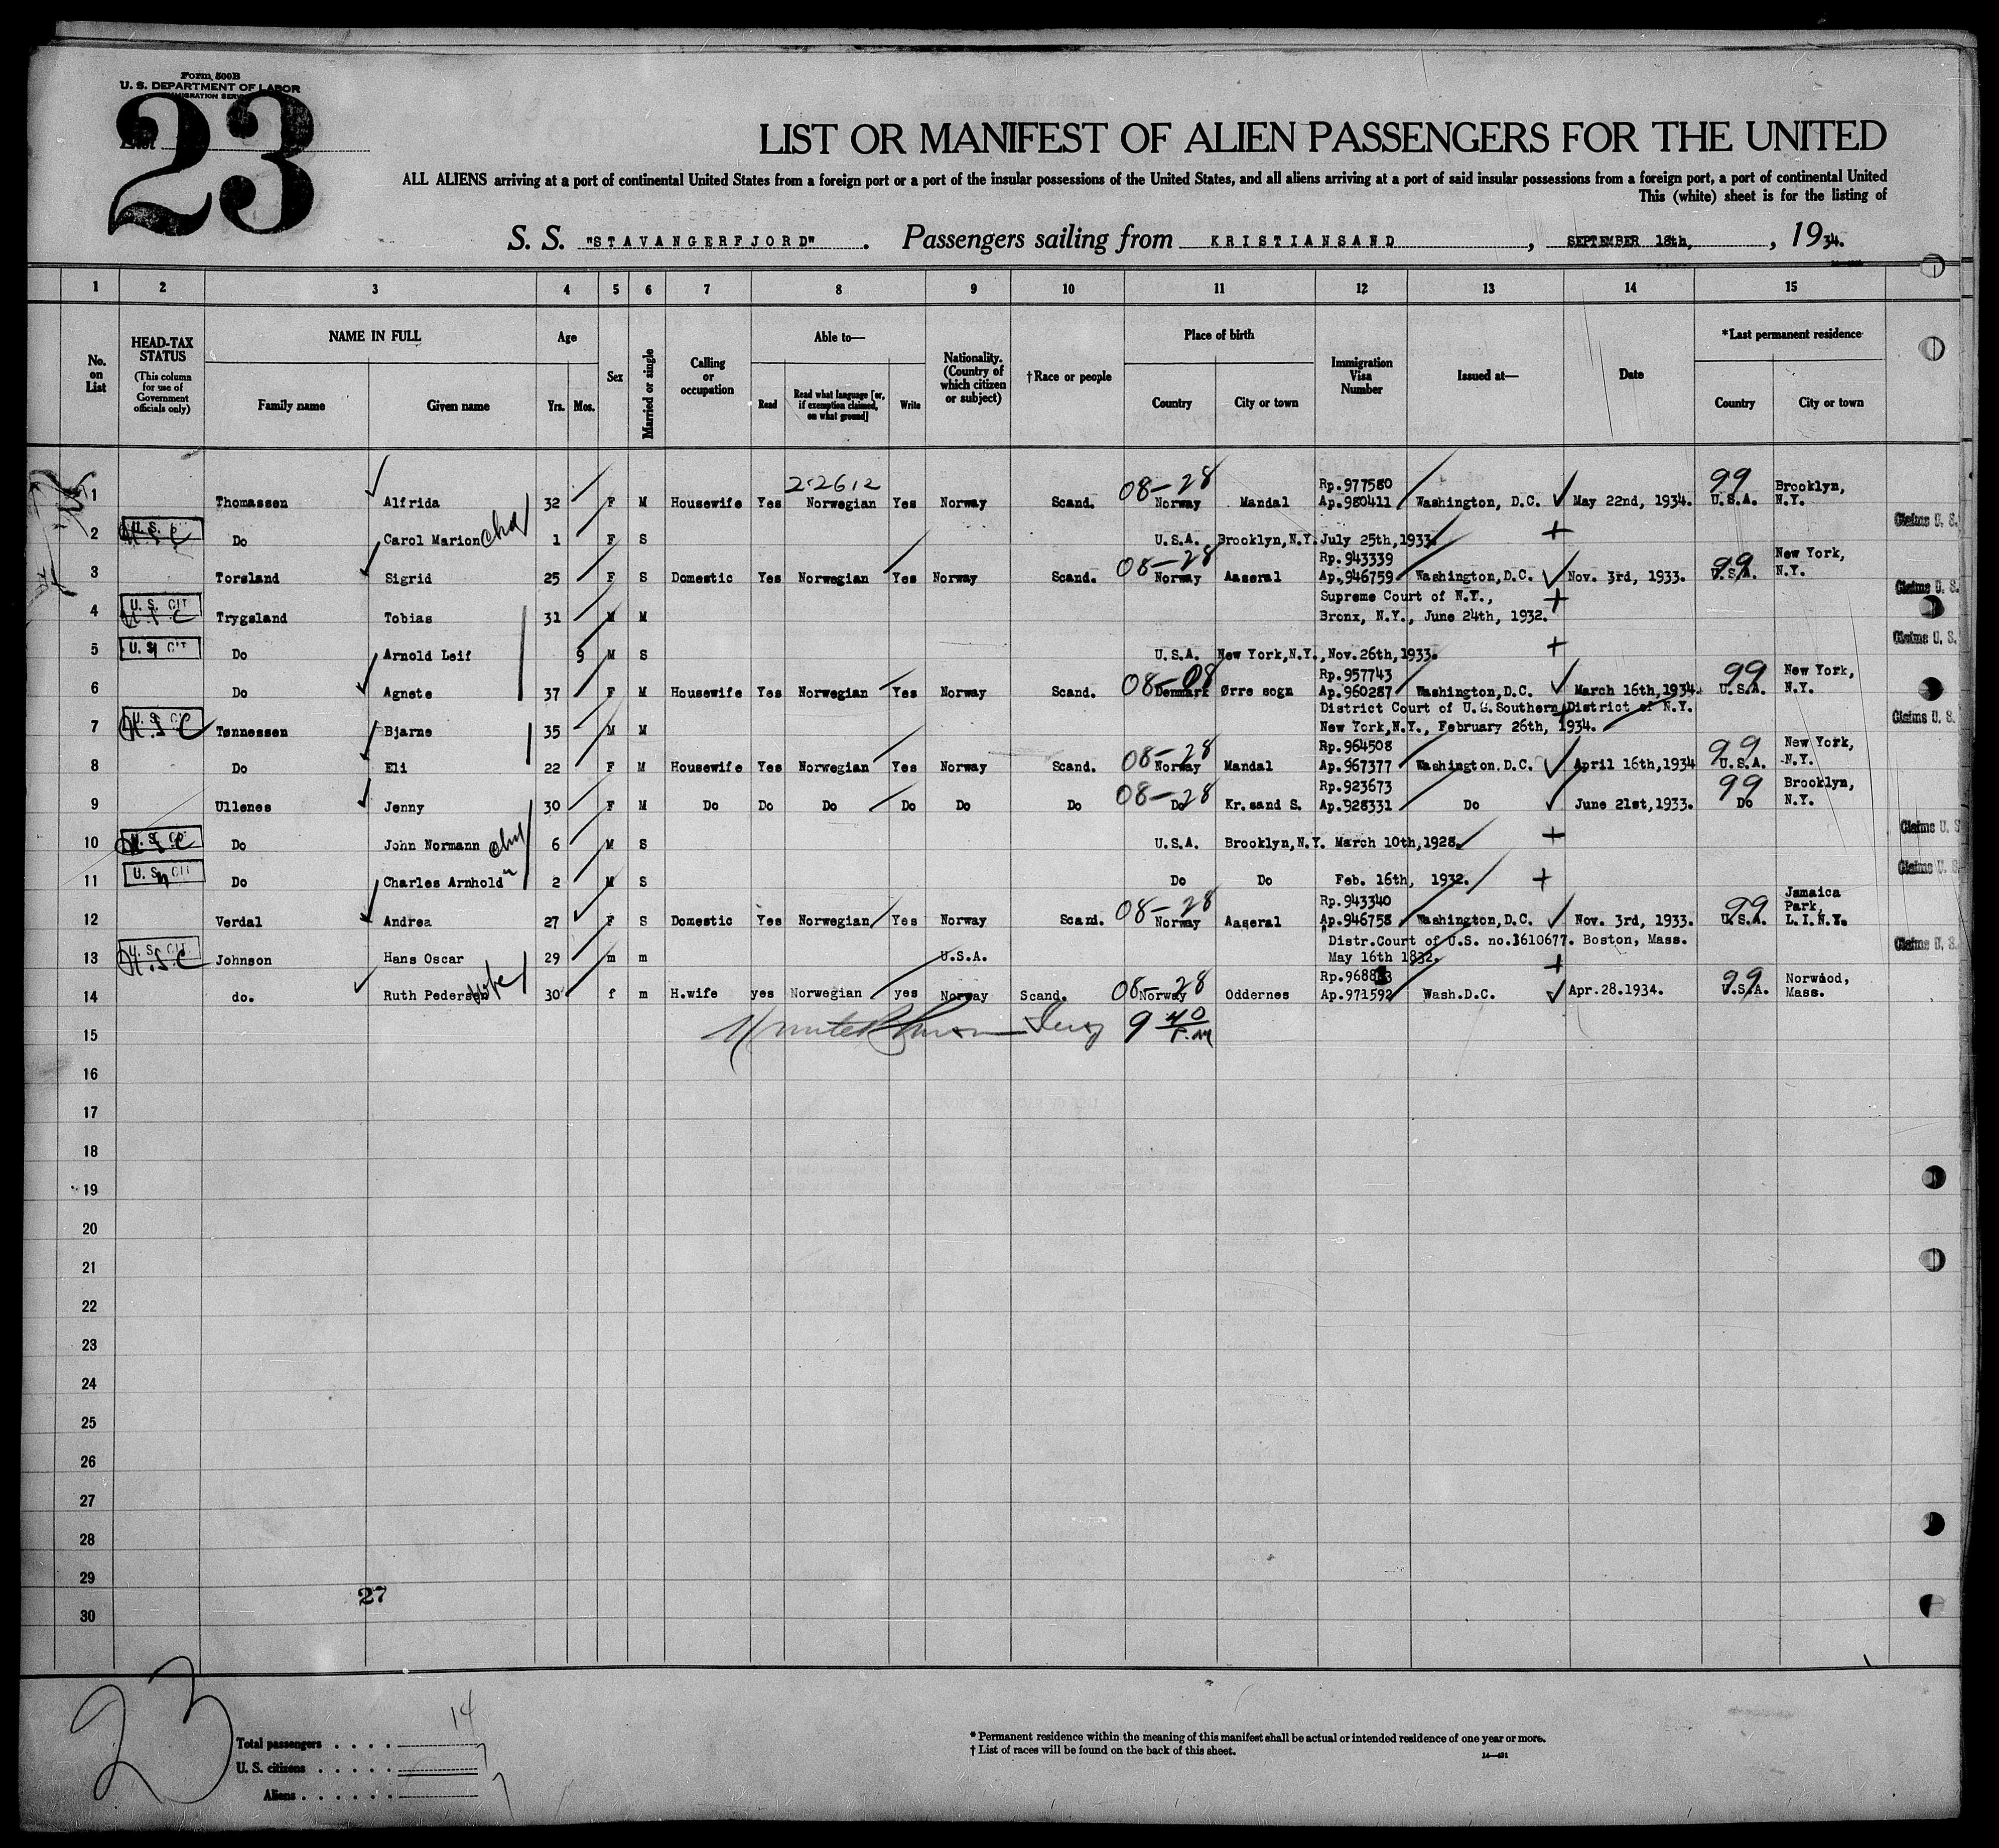 Form 500B
U. S. DEPARTMENT OF LABOR
IMMIGRATION SERVICE
List
23
LIST OR MANIFEST OF ALIEN PASSENGERS FOR THE UNITED
ALL ALIENS arriving at a port of continental United States from a foreign port or a port of the insular possessions of the United States, and all aliens arriving at a port of said insular possessions from a foreign port, a port of continental United
This (white) sheet is for the listing of
S. S. "STAVANGERFJORD" . Passengers sailing from KRISTIANSAND , SEPTEMBER 18th, , 1934.
1 2 3 4 5 6 7 8 9 10 11 12 13 14 15
No. on List
HEAD-TAX STATUS
(This column for use of Government officials only)
NAME IN FULL
Family name Given name
Age
Yrs. Mos.
Sex
Married or single
Calling or occupation
Able to—
Read Read what language [or, if exemption claimed, on what ground] Write
Nationality. (Country of which citizen or subject)
†Race or people
Place of birth
Country City or town
Immigration Visa Number
Issued at—
Date
*Last permanent residence
Country City or town
2-2612 08-28 Rp.977580 99 Brooklyn,
1 Thomassen Alfrida 32 F M Housewife Yes Norwegian Yes Norway Scand. Norway Mandal Ap.980411 Washington, D.C. May 22nd, 1934. U.S.A. N.Y.
2 U.S.C Do Carol Marion chd 1 F S U.S.A. Brooklyn,N.Y. July 25th,1933. + Claims U. S.
08-28 Rp.943339 99 New York,
3 Torsland Sigrid 25 F S Domestic Yes Norwegian Yes Norway Scand. Norway Aaseral Ap.946759 Washington,D.C. Nov. 3rd, 1933. U.S.A. N.Y.
Supreme Court of N.Y., + Claims U. S.
4 U. S. CIT U.S.C Trygsland Tobias 31 M M Bronx, N.Y., June 24th, 1932.
5 U. S. CIT Do Arnold Leif 9 M S U.S.A. New York,N.Y.,Nov.26th,1933. + Claims U. S.
08-08 Rp.957743 99 New York,
6 Do Agnete 37 F M Housewife Yes Norwegian Yes Norway Scand. Denmark Ørre sogn Ap.960287 Washington,D.C. March 16th,1934. U.S.A. N.Y.
District Court of U.S.Southern District of N.Y. Claims U. S.
7 U. S. CIT U.S.C Tønnessen Bjarne 35 M M New York,N.Y., February 26th, 1934.
08-28 Rp.964508 99 New York,
8 Do Eli 22 F M Housewife Yes Norwegian Yes Norway Scand. Norway Mandal Ap.967377 Washington.D.C. April 16th,1934 U.S.A. N.Y.
08-28 Rp.923673 99 Brooklyn,
9 Ullenes Jenny 30 F M Do Do Do Do Do Do Do Kr.sand S. Ap.928331 Do June 21st,1933. Do N.Y.
10 U.S.C Do John Normann chd 6 M S U.S.A. Brooklyn,N.Y. March 10th,1928. + Claims U. S
11 U. S. CIT Do Charles Arnhold " 2 M S Do Do Feb. 16th, 1932. + Claims U. S
08-28 Rp.943340 99 Jamaica Park,
12 Verdal Andrea 27 F S Domestic Yes Norwegian Yes Norway Scand. Norway Aaseral Ap.946758 Washington,D.C. Nov. 3rd, 1933. U.S.A. L.I.N.Y.
Distr.Court of U.S. no.3610677. Boston, Mass. Claims U. S.
13 U. S. CIT U.S.C Johnson Hans Oscar 29 m m U.S.A. May 16th 1832. +
08-28 99 Norwood,
14 do. Ruth Pedersen wife 30 f m H.wife yes Norwegian yes Norway Scand. Norway Oddernes Ap.971592 Wash.D.C. Apr.28.1934. U.S.A. Mass.
15 9 40 P.M
16
17
18
19
20
21
22
23
24
25
26
27
28
29
27
30
23
Total passengers . . . . 14
U. S. citizens . . . . . 7
Aliens . . . . . . 7
* Permanent residence within the meaning of this manifest shall be actual or intended residence of one year or more.
† List of races will be found on the back of this sheet.